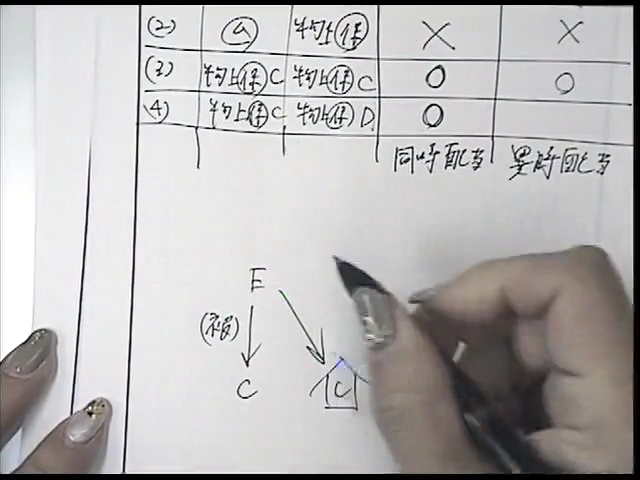 (2) a 物上保 × ×
(3) 物上保 C 物上保 C ○ ○
(4) 物上保 C 物上保 D ○
同時配当 異時配当
E
(被)
C C